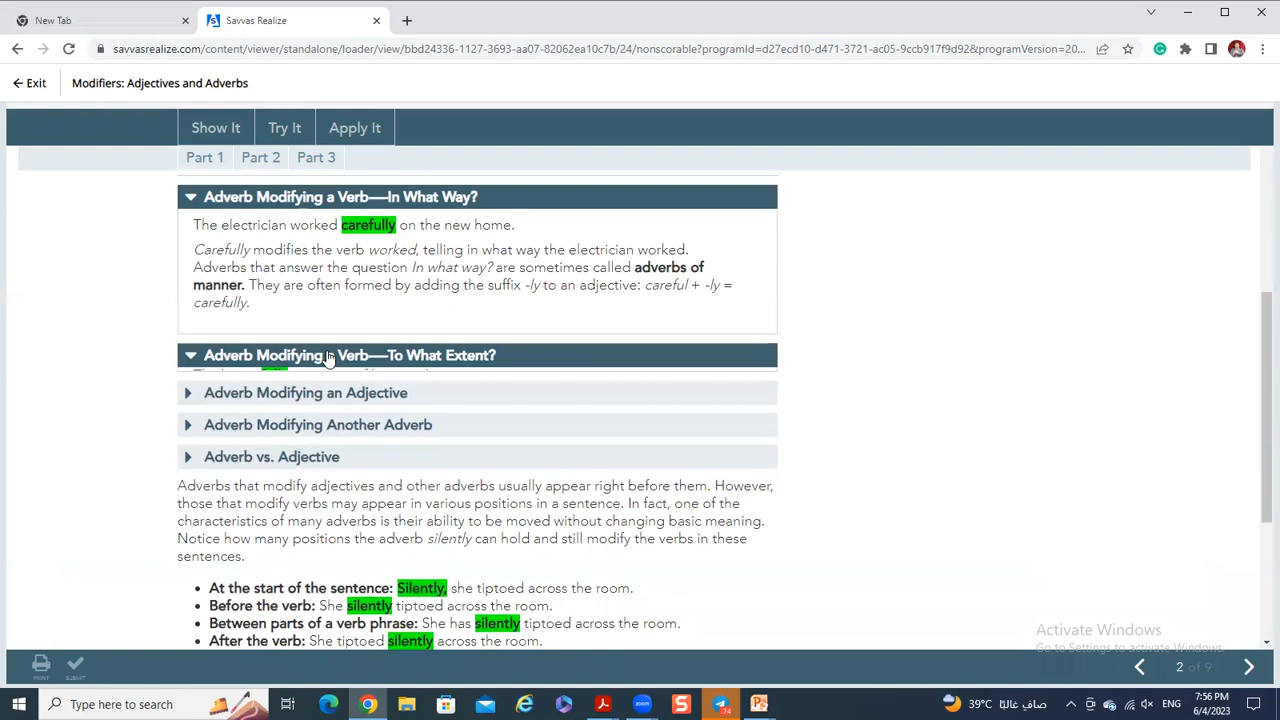 New Tab
Savvas Realize
savvasrealize.com/content/viewer/standalone/loader/view/bbd24336-1127-3693-aa07-82062ea10c7b/24/nonscorable?programId=d27ecd10-d471-3721-ac05-9ccb917f9d92&programVersion=20...
Exit
Modifiers: Adjectives and Adverbs
Show It Try It Apply It
Part 1 Part 2 Part 3
Adverb Modifying a Verb—In What Way?
The electrician worked carefully on the new home.
Carefully modifies the verb worked, telling in what way the electrician worked.
Adverbs that answer the question In what way? are sometimes called adverbs of
manner. They are often formed by adding the suffix -ly to an adjective: careful + -ly =
carefully.
Adverb Modifying a Verb—To What Extent?
Adverb Modifying an Adjective
Adverb Modifying Another Adverb
Adverb vs. Adjective
Adverbs that modify adjectives and other adverbs usually appear right before them. However,
those that modify verbs may appear in various positions in a sentence. In fact, one of the
characteristics of many adverbs is their ability to be moved without changing basic meaning.
Notice how many positions the adverb silently can hold and still modify the verbs in these
sentences.
• At the start of the sentence: Silently, she tiptoed across the room.
• Before the verb: She silently tiptoed across the room.
• Between parts of a verb phrase: She has silently tiptoed across the room.
• After the verb: She tiptoed silently across the room.
Activate Windows
Go to Settings to activate Windows.
PRINT
SUBMIT
2 of 9
Type here to search
39°C صافٍ غالبًا
ENG
7:56 PM
6/4/2023